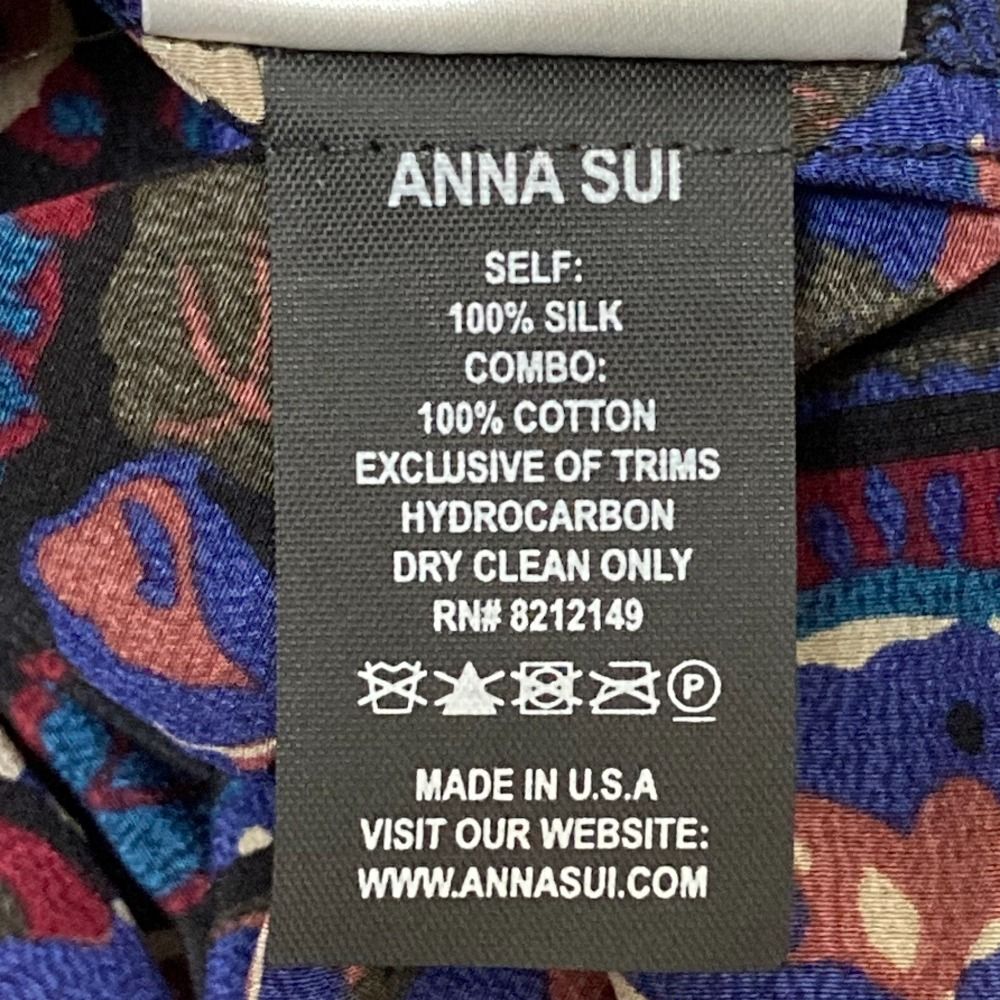 ANNA SUI
SELF:
100% SILK
COMBO:
100% COTTON
EXCLUSIVE OF TRIMS
HYDROCARBON
DRY CLEAN ONLY
RN# 8212149
P
MADE IN U.S.A
VISIT OUR WEBSITE:
WWW.ANNASUI.COM